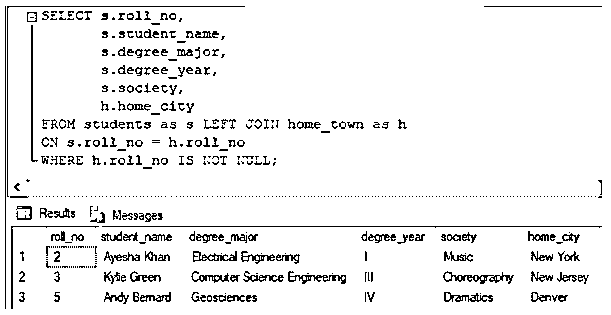 SELECT s.roll_no,
s.student_name,
s.degree_major,
s.degree_year,
s.society,
h.home_city
FROM students as s LEFT JOIN home_town as h
ON s.roll_no = h.roll_no
WHERE h.roll_no IS NOT NULL;
Results Messages
roll_no student_name degree_major degree_year society home_city
1 2 Ayesha Khan Electrical Engineering I Music New York
2 3 Kylie Green Computer Science Engineering III Choreography New Jersey
3 5 Andy Bernard Geosciences IV Dramatics Denver